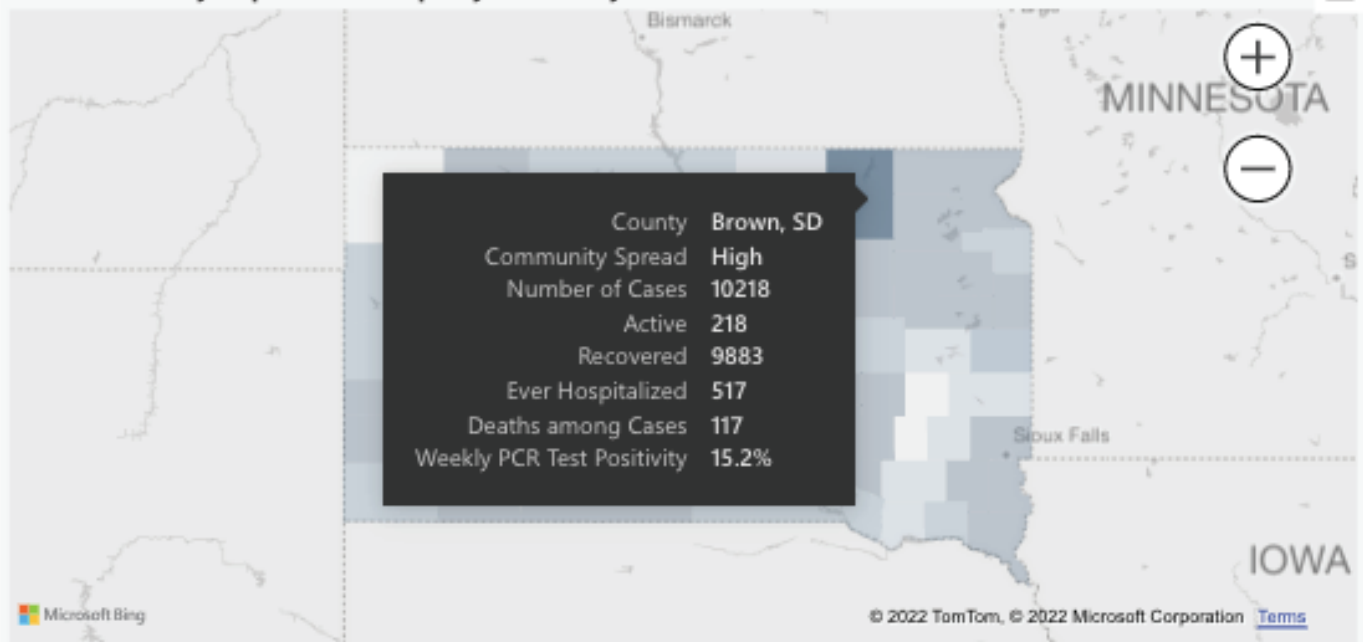 Bismarck
MINNESOTA
County Brown, SD
Community Spread High
Number of Cases 10218
Active 218
Recovered 9883
Ever Hospitalized 517
Deaths among Cases 117
Weekly PCR Test Positivity 15.2%
Sioux Falls
IOWA
Microsoft Bing
© 2022 TomTom, © 2022 Microsoft Corporation Terms